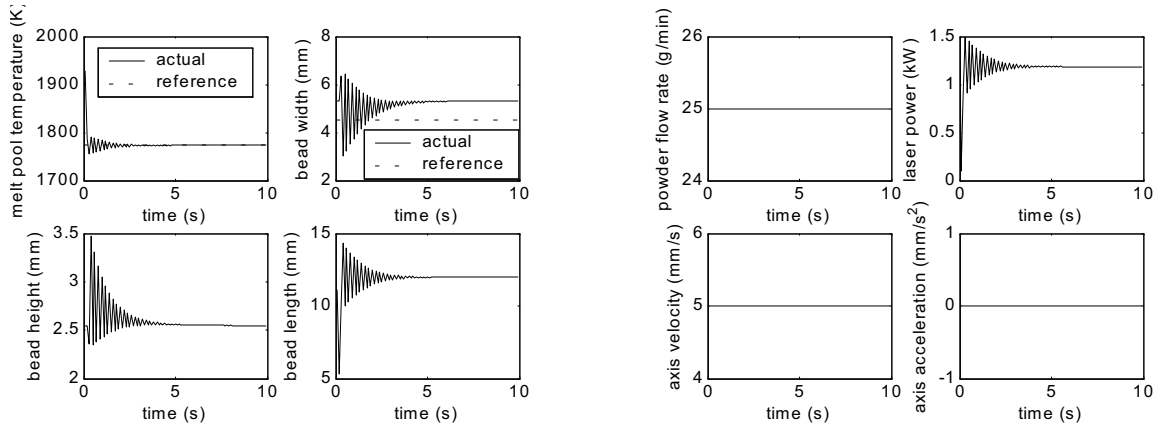 melt pool temperature (K)
2000
1900
1800
1700
actual
reference
0
5
10
time (s)
bead width (mm)
8
6
4
2
actual
reference
0
5
10
time (s)
bead height (mm)
3.5
3
2.5
2
0
5
10
time (s)
bead length (mm)
15
10
5
0
5
10
time (s)
powder flow rate (g/min)
26
25
24
0
5
10
time (s)
laser power (kW)
1.5
1
0.5
0
0
5
10
time (s)
axis velocity (mm/s)
6
5
4
0
5
10
time (s)
axis acceleration (mm/s²)
1
0
-1
0
5
10
time (s)